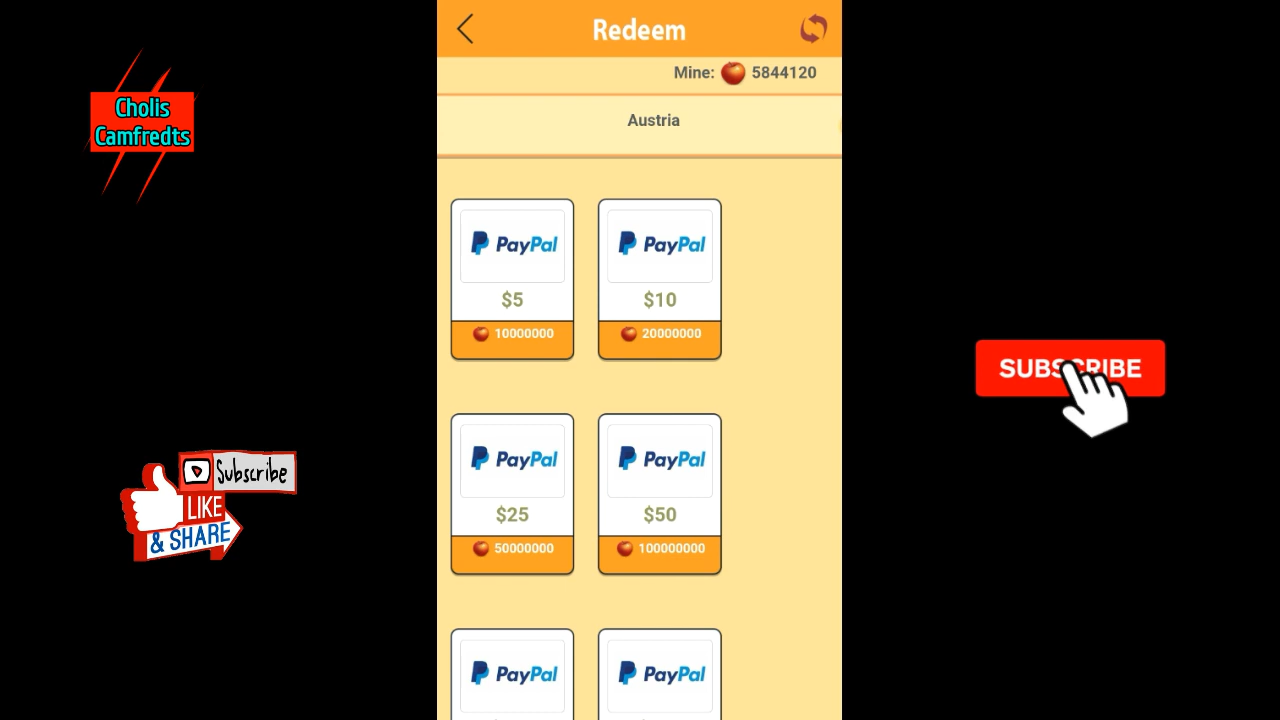 Cholis
Camfredts
Redeem
Mine: 5844120
Austria
PayPal
$5
10000000
PayPal
$10
20000000
PayPal
$25
50000000
PayPal
$50
100000000
PayPal
PayPal
Subscribe
LIKE
& SHARE
SUBSCRIBE